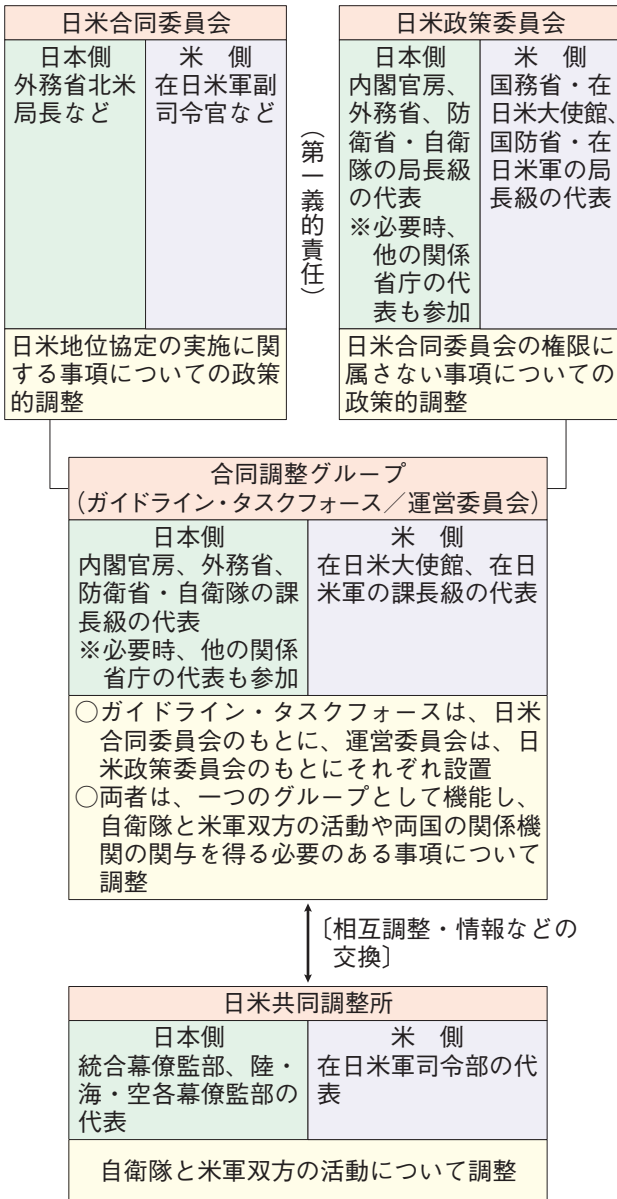 日米合同委員会
日本側
外務省北米
局長など
米　側
在日米軍副
司令官など
日米地位協定の実施に関
する事項についての政策
的調整
（第一義的責任）
日米政策委員会
日本側
内閣官房、
外務省、防
衛省・自衛
隊の局長級
の代表
※必要時、
他の関係
省庁の代
表も参加
米　側
国務省・在
日米大使館、
国防省・在
日米軍の局
長級の代表
日米合同委員会の権限に
属さない事項についての
政策的調整
合同調整グループ
（ガイドライン・タスクフォース／運営委員会）
日本側
内閣官房、外務省、
防衛省・自衛隊の課
長級の代表
※必要時、他の関係
省庁の代表も参加
米　側
在日米大使館、在日
米軍の課長級の代表
○ガイドライン・タスクフォースは、日米
合同委員会のもとに、運営委員会は、日
米政策委員会のもとにそれぞれ設置
○両者は、一つのグループとして機能し、
自衛隊と米軍双方の活動や両国の関係機
関の関与を得る必要のある事項について
調整
〔相互調整・情報などの
交換〕
日米共同調整所
日本側
統合幕僚監部、陸・
海・空各幕僚監部の
代表
米　側
在日米軍司令部の代
表
自衛隊と米軍双方の活動について調整